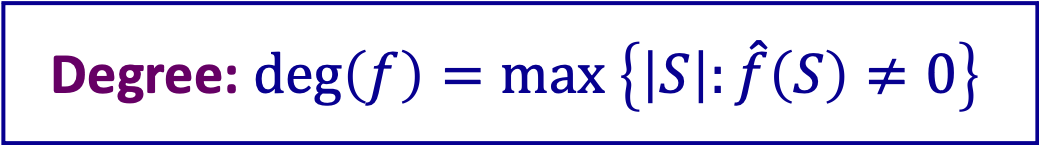 Degree: deg(f) = max {|S|: f̂(S) ≠ 0}